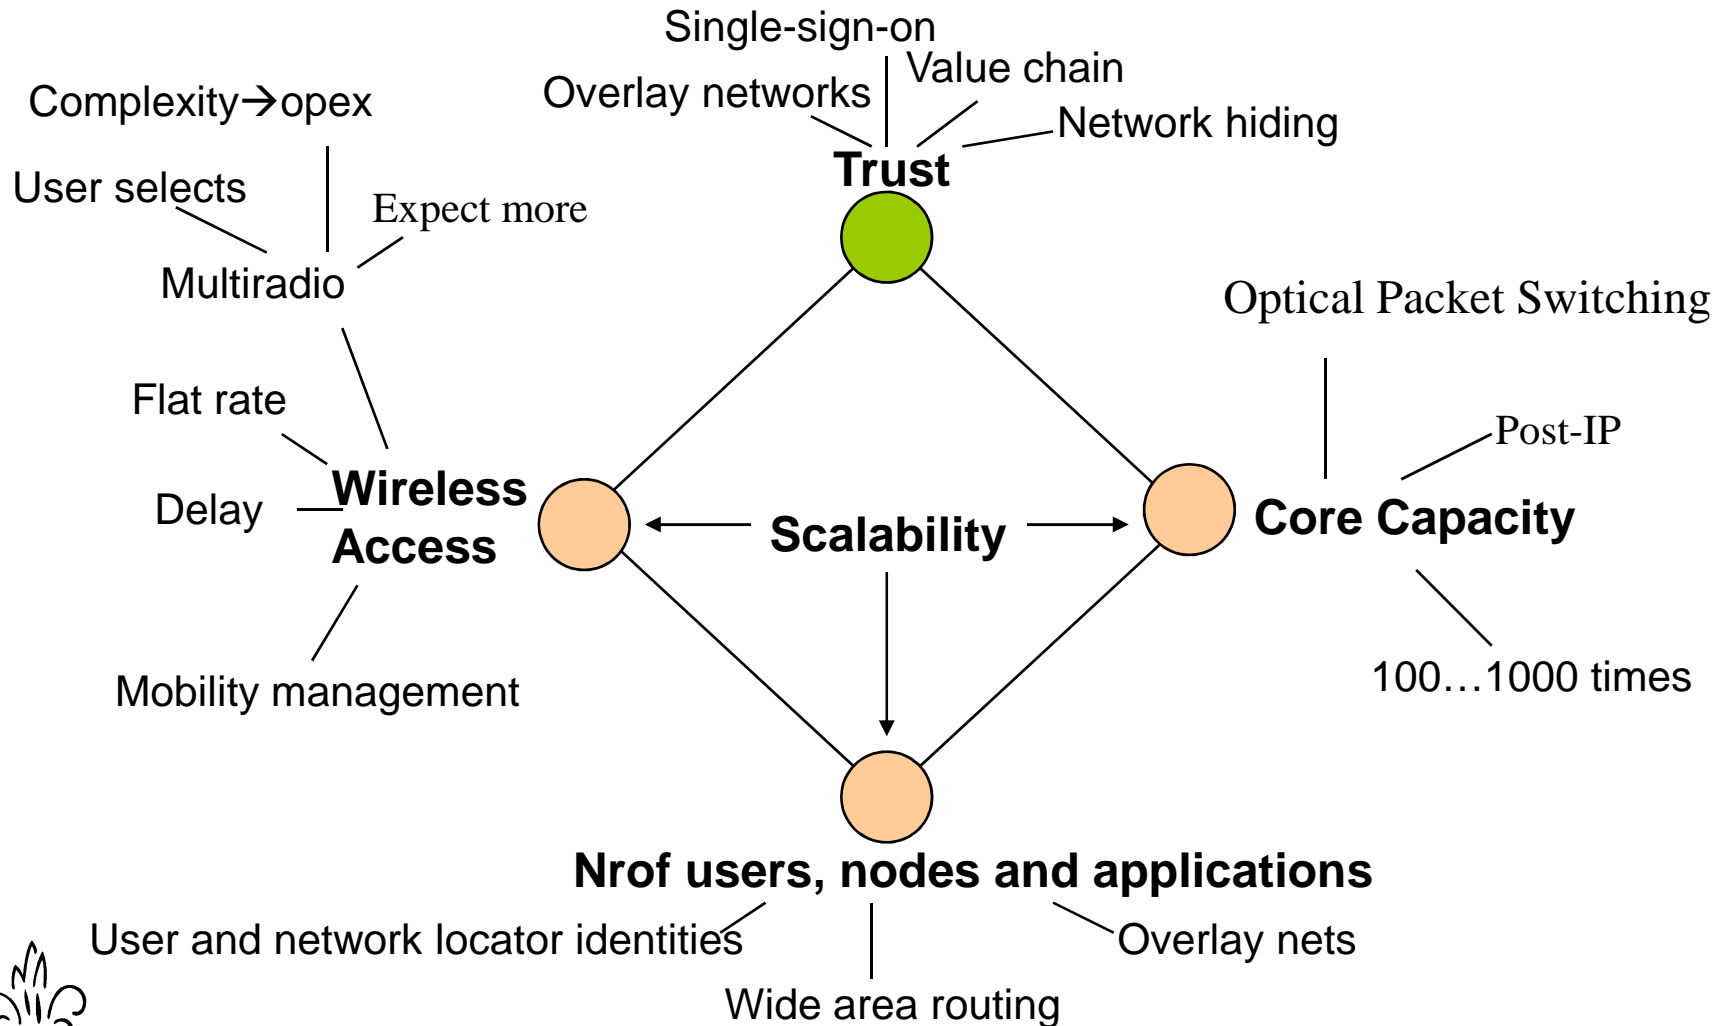 Single-sign-on
Value chain
Overlay networks
Complexity→opex
Network hiding
Trust
User selects
Expect more
Multiradio
Optical Packet Switching
Flat rate
Post-IP
Wireless
Access
Delay
Scalability
Core Capacity
Mobility management
100…1000 times
Nrof users, nodes and applications
User and network locator identities
Overlay nets
Wide area routing